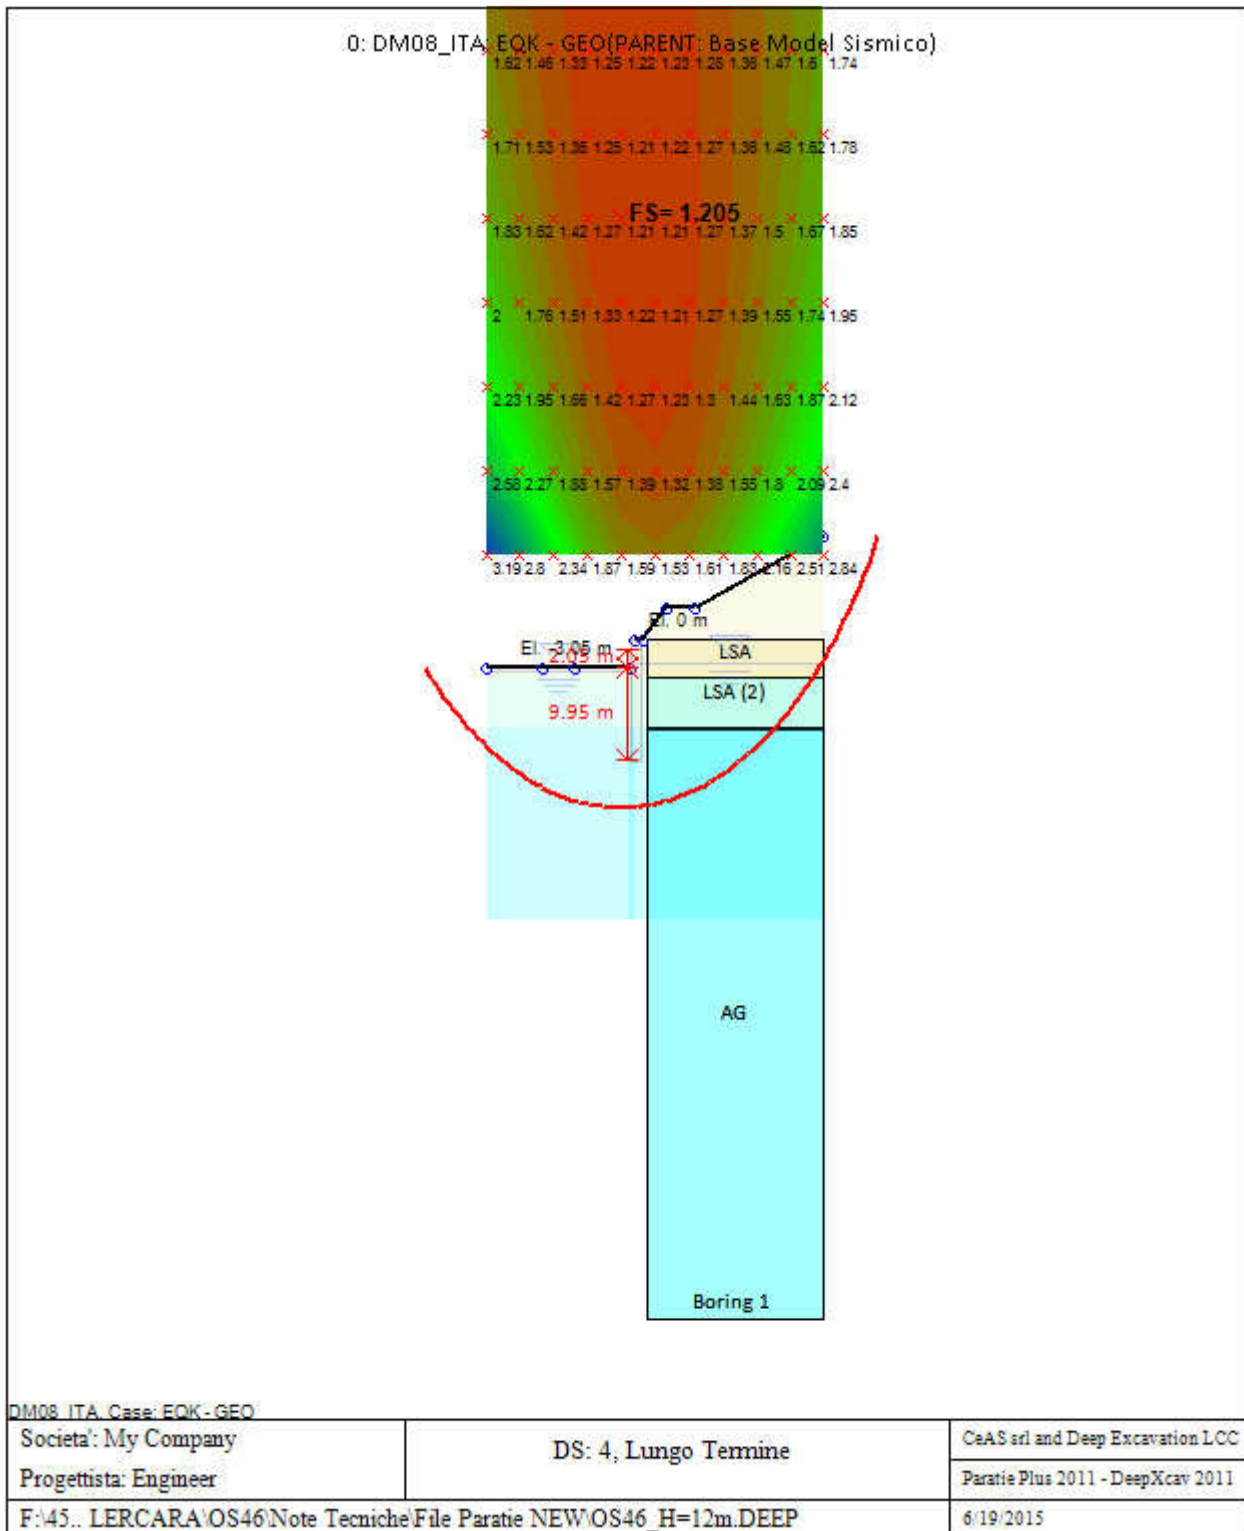 0: DM08_ITA: EQK - GEO(PARENT: Base Model Sismico)
1.62 1.46 1.33 1.25 1.22 1.23 1.28 1.36 1.47 1.6 1.74
1.71 1.53 1.36 1.25 1.21 1.22 1.27 1.36 1.48 1.62 1.78
FS= 1.205
1.83 1.62 1.42 1.27 1.21 1.21 1.27 1.37 1.5 1.67 1.85
2 1.76 1.51 1.33 1.22 1.21 1.27 1.39 1.55 1.74 1.95
2.23 1.95 1.66 1.42 1.27 1.23 1.3 1.44 1.63 1.87 2.12
2.58 2.27 1.88 1.57 1.39 1.32 1.38 1.55 1.8 2.09 2.4
3.19 2.8 2.34 1.87 1.59 1.53 1.61 1.83 2.16 2.51 2.84
El. 0 m
El. -3.05 m
2.05 m
LSA
LSA (2)
9.95 m
AG
Boring 1
DM08_ITA. Case: EQK - GEO
Societa': My Company
DS: 4, Lungo Termine
CeAS srl and Deep Excavation LCC
Progettista: Engineer
Paratie Plus 2011 - DeepXcav 2011
F:\45.. LERCARA\OS46\Note Tecniche\File Paratie NEW\OS46_H=12m.DEEP
6/19/2015